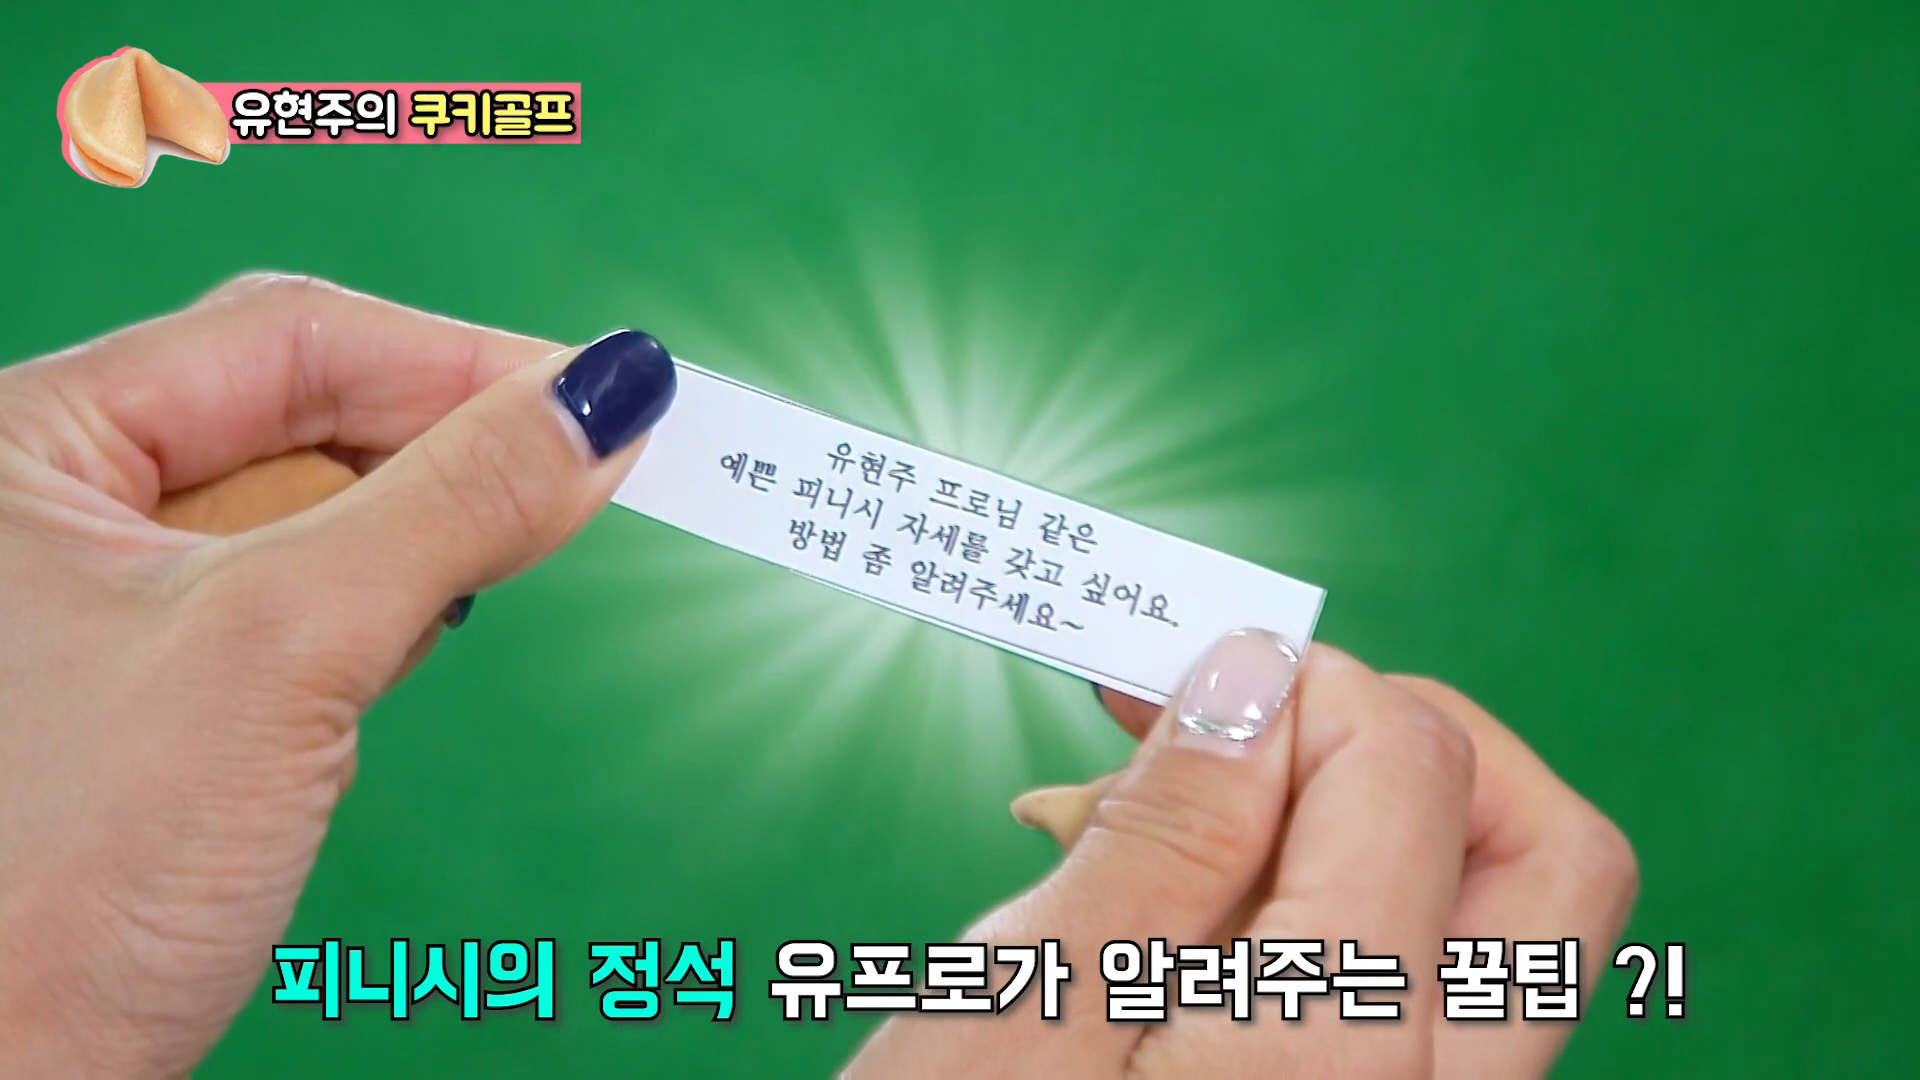 유현주의 쿠키골프
유현주 프로님 같은
예쁜 피니시 자세를 갖고 싶어요.
방법 좀 알려주세요~
피니시의 정석 유프로가 알려주는 꿀팁 ?!